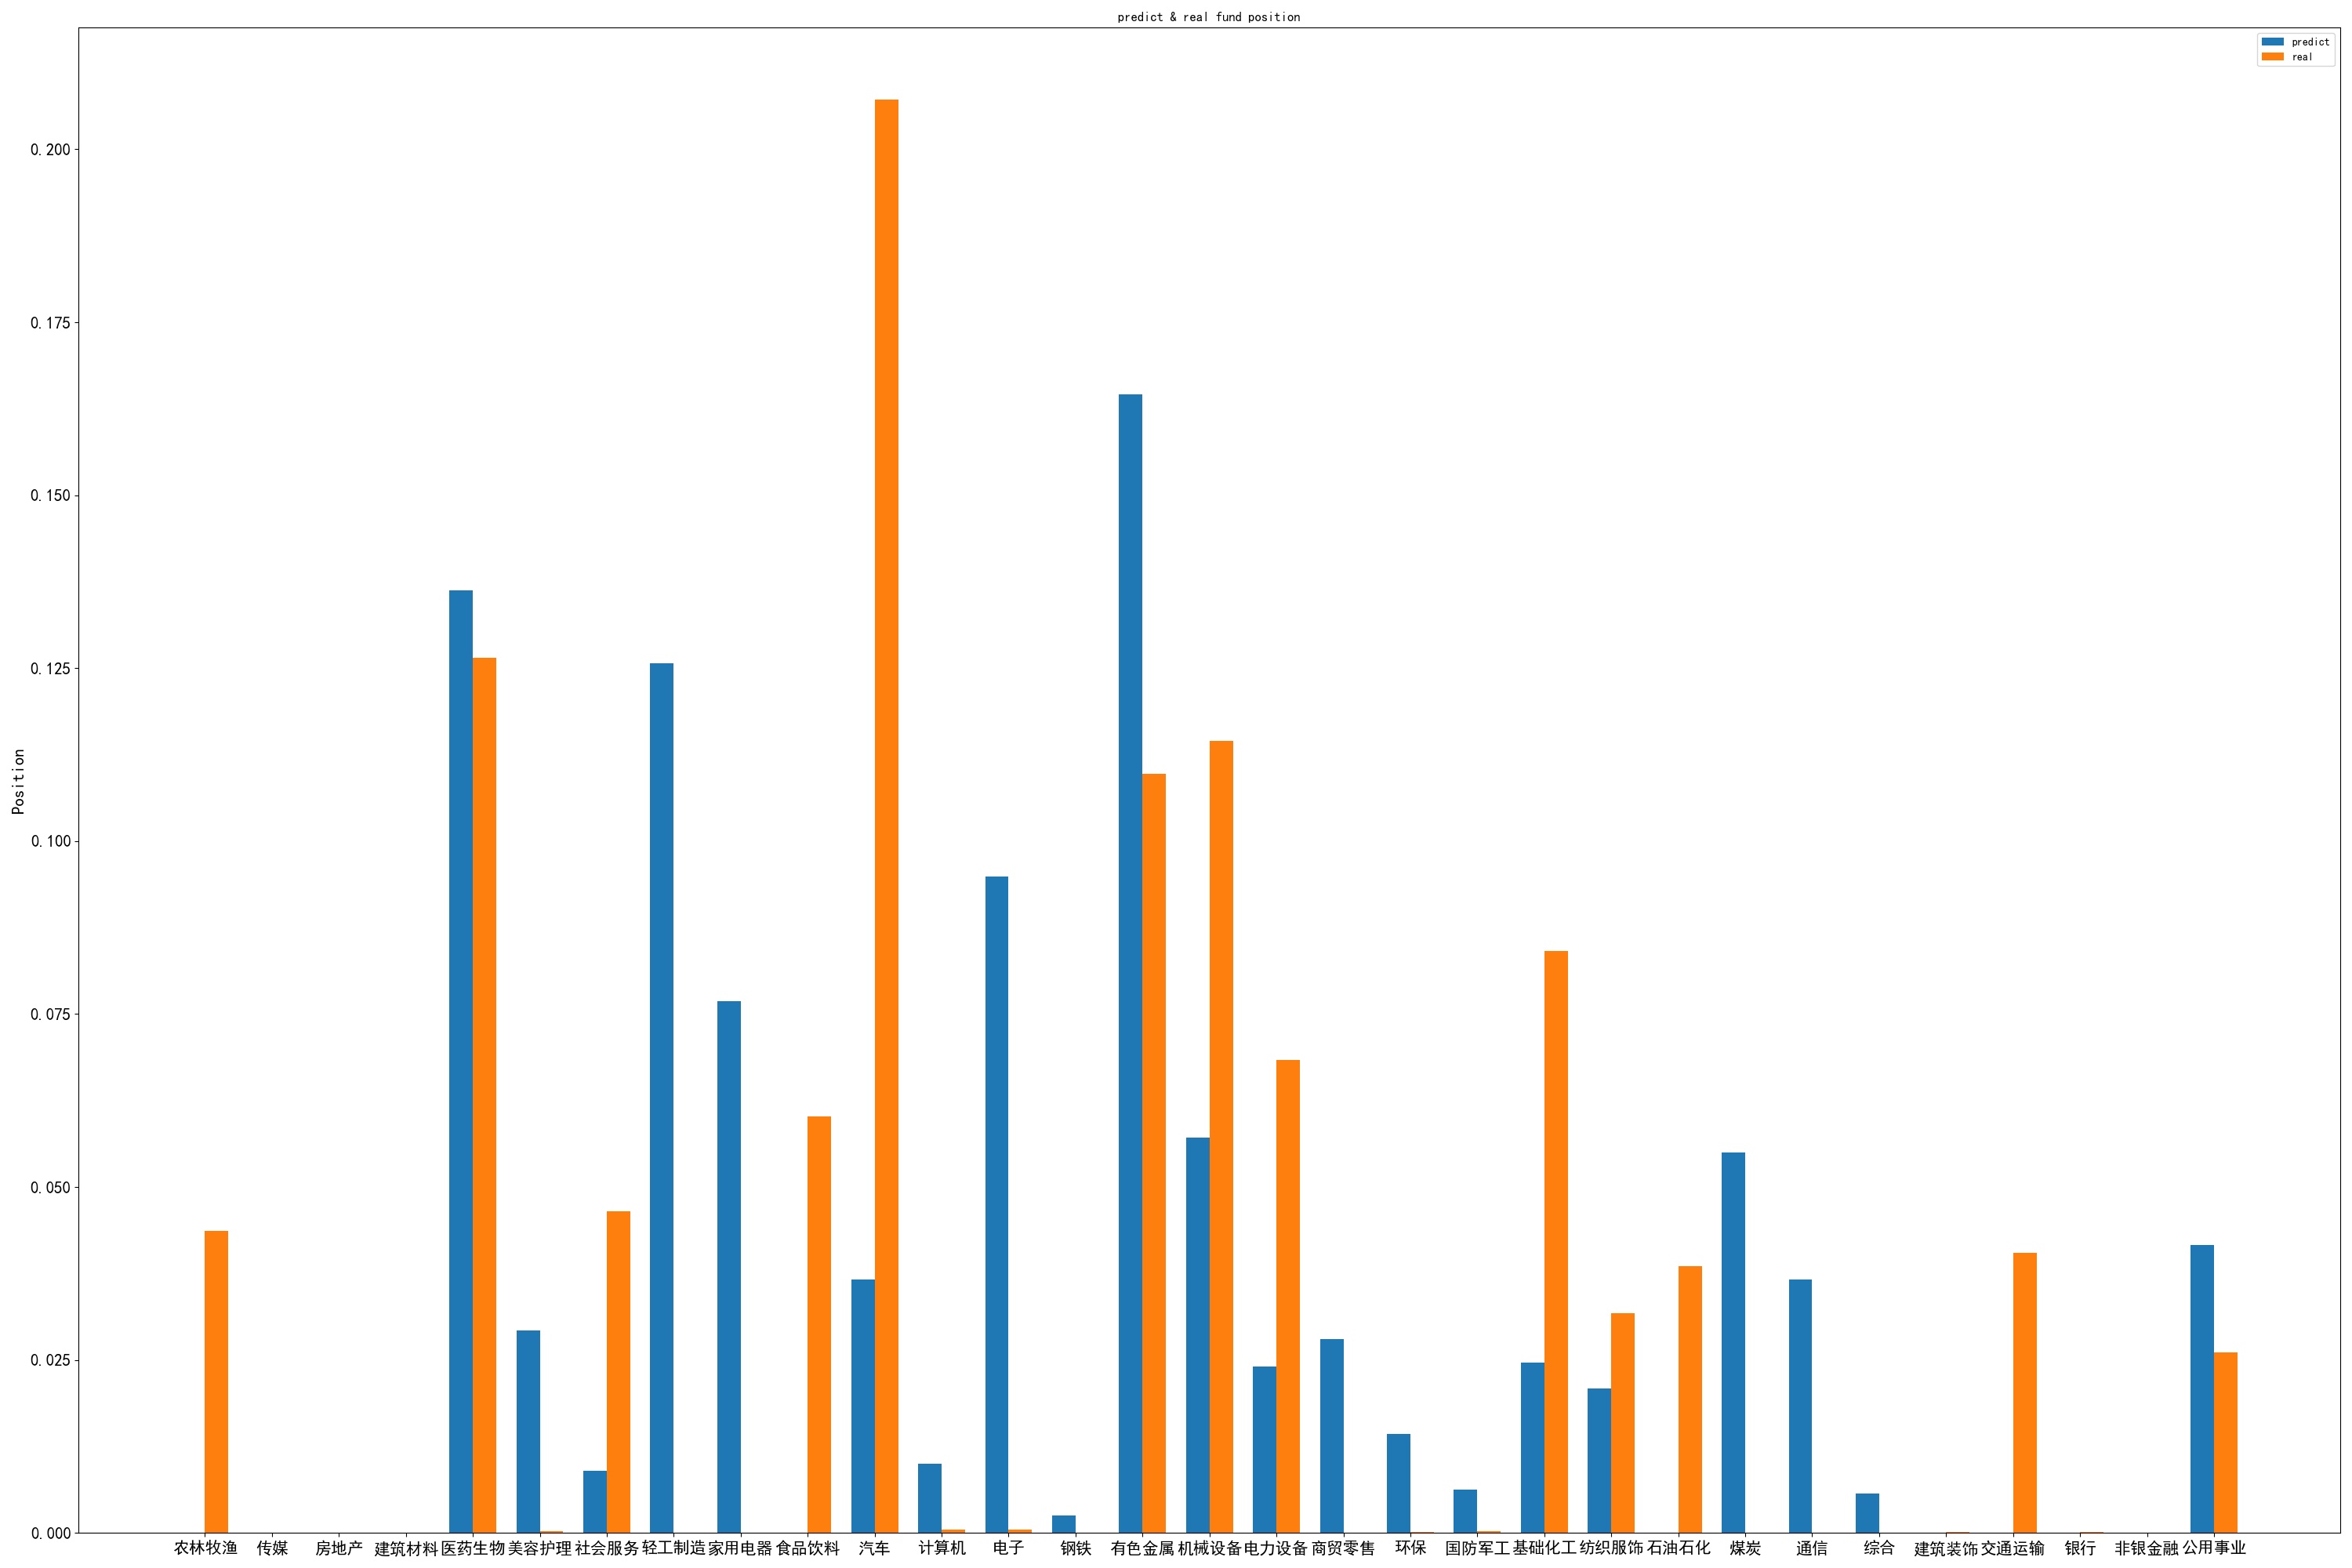 predict & real fund position
predict
real
Position
0.200
0.175
0.150
0.125
0.100
0.075
0.050
0.025
0.000
农林牧渔 传媒 房地产 建筑材料 医药生物 美容护理 社会服务 轻工制造 家用电器 食品饮料 汽车 计算机 电子 钢铁 有色金属 机械设备 电力设备 商贸零售 环保 国防军工 基础化工 纺织服饰 石油石化 煤炭 通信 综合 建筑装饰 交通运输 银行 非银金融 公用事业